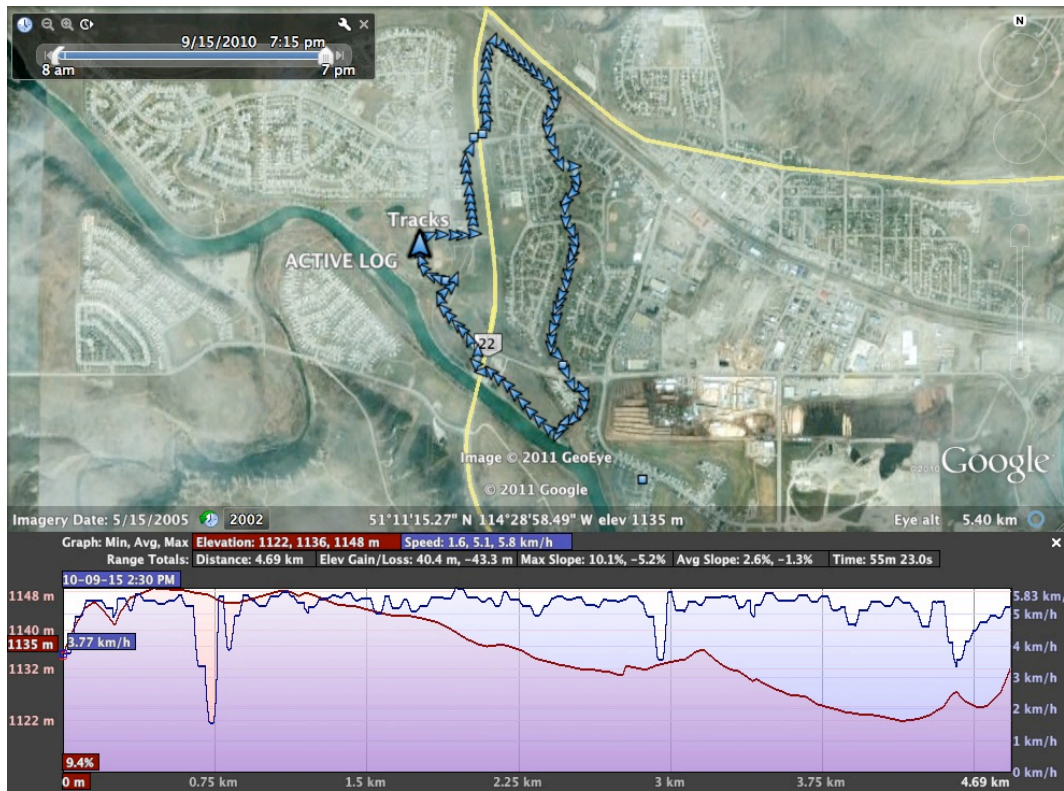 9/15/2010 7:15 pm
8 am 7 pm
N
Tracks
ACTIVE LOG
22
Image © 2011 GeoEye
© 2011 Google
©2010 Google™
Imagery Date: 5/15/2005 2002 51°11'15.27" N 114°28'58.49" W elev 1135 m Eye alt 5.40 km
Graph: Min, Avg, Max Elevation: 1122, 1136, 1148 m Speed: 1.6, 5.1, 5.8 km/h
Range Totals: Distance: 4.69 km Elev Gain/Loss: 40.4 m, -43.3 m Max Slope: 10.1%, -5.2% Avg Slope: 2.6%, -1.3% Time: 55m 23.0s
10-09-15 2:30 PM
1148 m 5.83 km/
1140 m 5 km/h
1135 m 3.77 km/h 4 km/h
1132 m 3 km/h
1122 m 2 km/h
1 km/h
9.4% 0 km/h
0 m 0.75 km 1.5 km 2.25 km 3 km 3.75 km 4.69 km